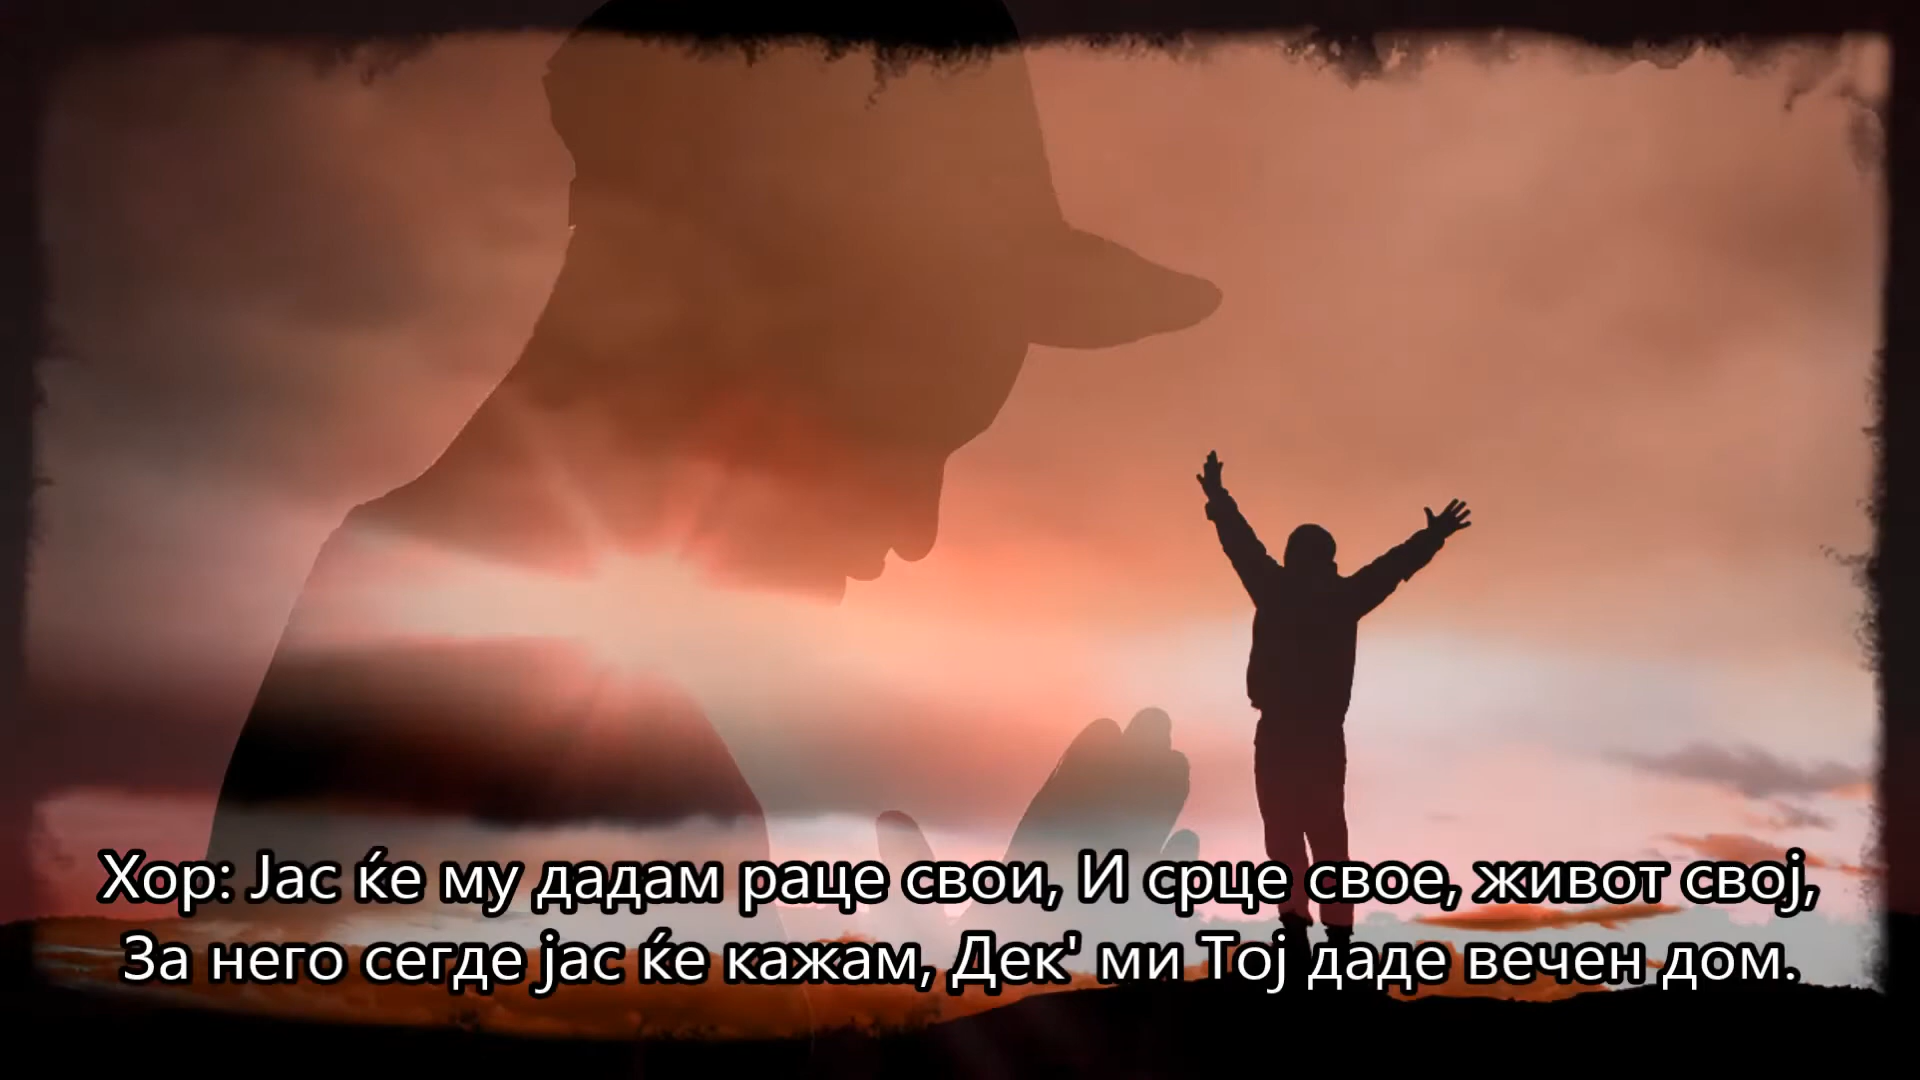 Хор: Јас ќе му дадам раце свои, И срце свое, живот свој,
За него сегде јас ќе кажам, Дек' ми Тој даде вечен дом.